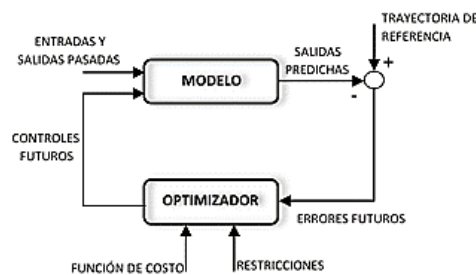 TRAYECTORIA DE
REFERENCIA
ENTRADAS Y
SALIDAS PASADAS
MODELO
SALIDAS
PREDICHAS
+
-
CONTROLES
FUTUROS
OPTIMIZADOR
ERRORES FUTUROS
FUNCIÓN DE COSTO
RESTRICCIONES